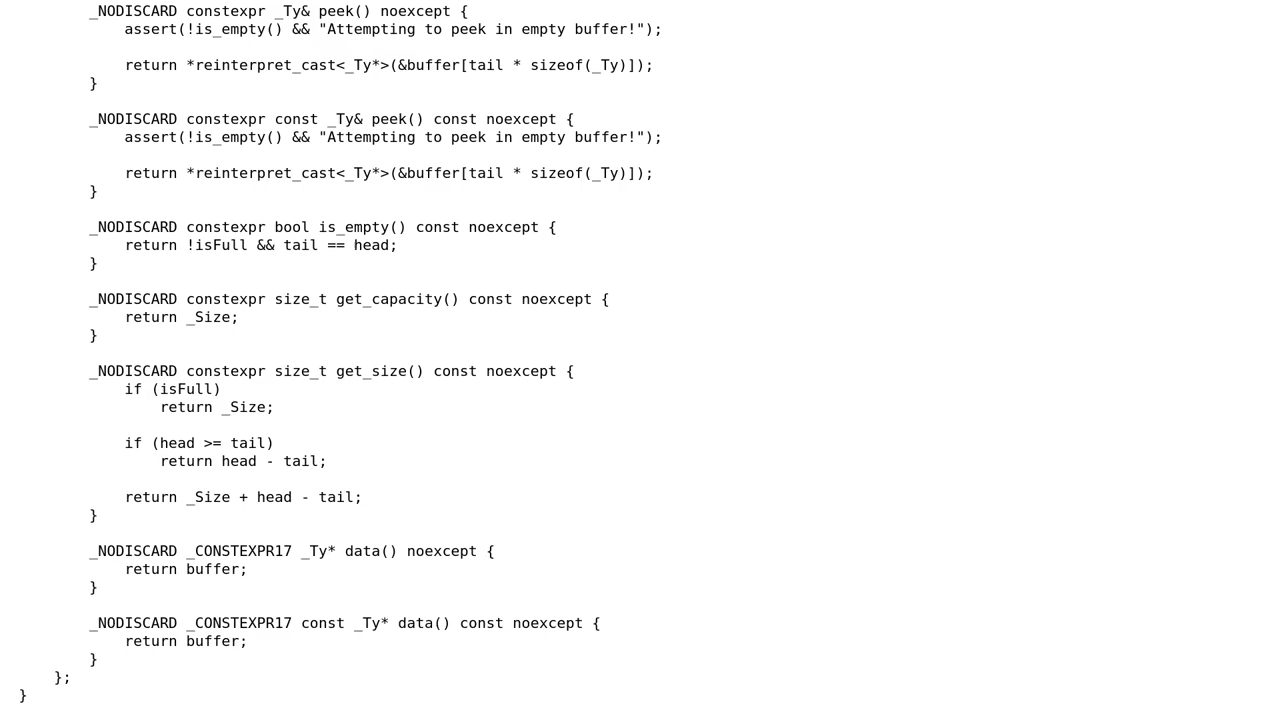 _NODISCARD constexpr _Ty& peek() noexcept {
assert(!is_empty() && "Attempting to peek in empty buffer!");
return *reinterpret_cast<_Ty*>(&buffer[tail * sizeof(_Ty)]);
}
_NODISCARD constexpr const _Ty& peek() const noexcept {
assert(!is_empty() && "Attempting to peek in empty buffer!");
return *reinterpret_cast<_Ty*>(&buffer[tail * sizeof(_Ty)]);
}
_NODISCARD constexpr bool is_empty() const noexcept {
return !isFull && tail == head;
}
_NODISCARD constexpr size_t get_capacity() const noexcept {
return _Size;
}
_NODISCARD constexpr size_t get_size() const noexcept {
if (isFull)
return _Size;
if (head >= tail)
return head - tail;
return _Size + head - tail;
}
_NODISCARD _CONSTEXPR17 _Ty* data() noexcept {
return buffer;
}
_NODISCARD _CONSTEXPR17 const _Ty* data() const noexcept {
return buffer;
}
};
}